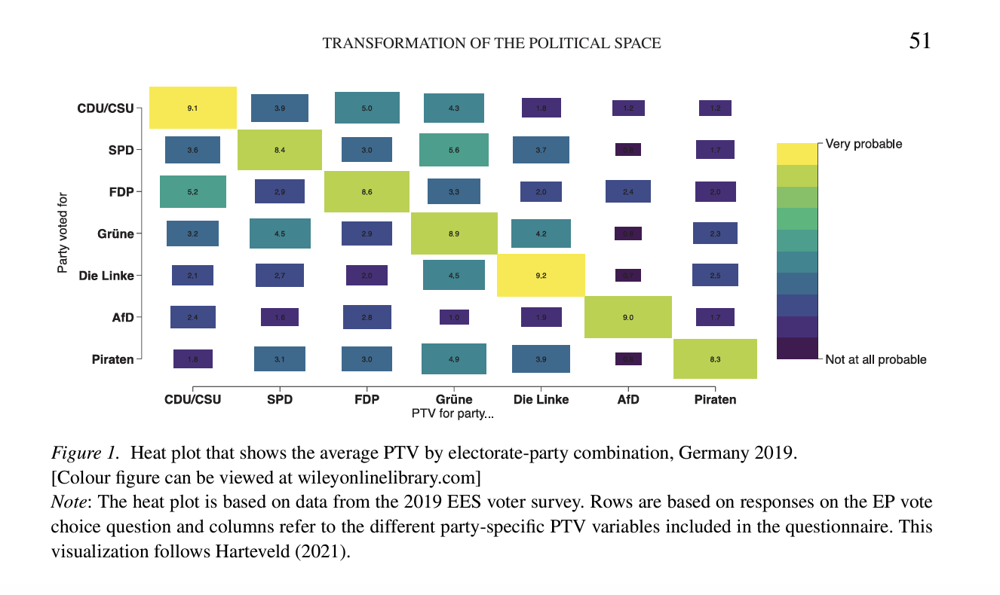 TRANSFORMATION OF THE POLITICAL SPACE 51
CDU/CSU 9.1 3.9 5.0 4.3 1.8 1.2 1.2
SPD 3.6 8.4 3.0 5.6 3.7 1.7
FDP 5.2 2.9 8.6 3.3 2.0 2.4 2.0
Grüne 3.2 4.5 2.9 8.9 4.2 2.3
Die Linke 2.1 2.7 2.0 4.5 9.2 2.5
AfD 2.4 1.6 2.8 1.0 1.9 9.0 1.7
Piraten 1.8 3.1 3.0 4.9 3.9 8.3
Party voted for
CDU/CSU SPD FDP Grüne Die Linke AfD Piraten
PTV for party...
Very probable
Not at all probable
Figure 1. Heat plot that shows the average PTV by electorate-party combination, Germany 2019.
[Colour figure can be viewed at wileyonlinelibrary.com]
Note: The heat plot is based on data from the 2019 EES voter survey. Rows are based on responses on the EP vote
choice question and columns refer to the different party-specific PTV variables included in the questionnaire. This
visualization follows Harteveld (2021).